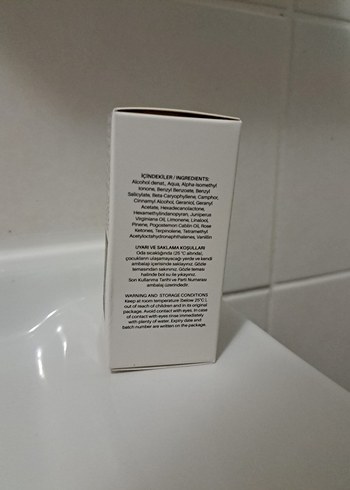 İÇİNDEKİLER / INGREDIENTS:
Alcohol denat., Aqua, Alpha-Isomethyl
Ionone, Benzyl Benzoate, Benzyl
Salicylate, Beta-Caryophyllene, Camphor,
Cinnamyl Alcohol, Geraniol, Geranyl
Acetate, Hexadecanolactone,
Hexamethylindanopyran, Juniperus
Virginiana Oil, Limonene, Linalool,
Pinene, Pogostemon Cablin Oil, Rose
Ketones, Terpinolene, Tetramethyl
Acetyloctahydronaphthalenes, Vanillin
UYARI VE SAKLAMA KOŞULLARI
Oda sıcaklığında (25 °C altında),
çocukların ulaşamayacağı yerde ve kendi
ambalajı içerisinde saklayınız. Gözle
temasından sakınınız. Gözle teması
halinde bol su ile yıkayınız.
Son Kullanma Tarihi ve Parti Numarası
ambalaj üzerindedir.
WARNING AND STORAGE CONDITIONS
Keep at room temperature (below 25°C ),
out of reach of children and in its original
package. Avoid contact with eyes. In case
of contact with eyes rinse immediately
with plenty of water. Expiry date and
batch number are written on the package.